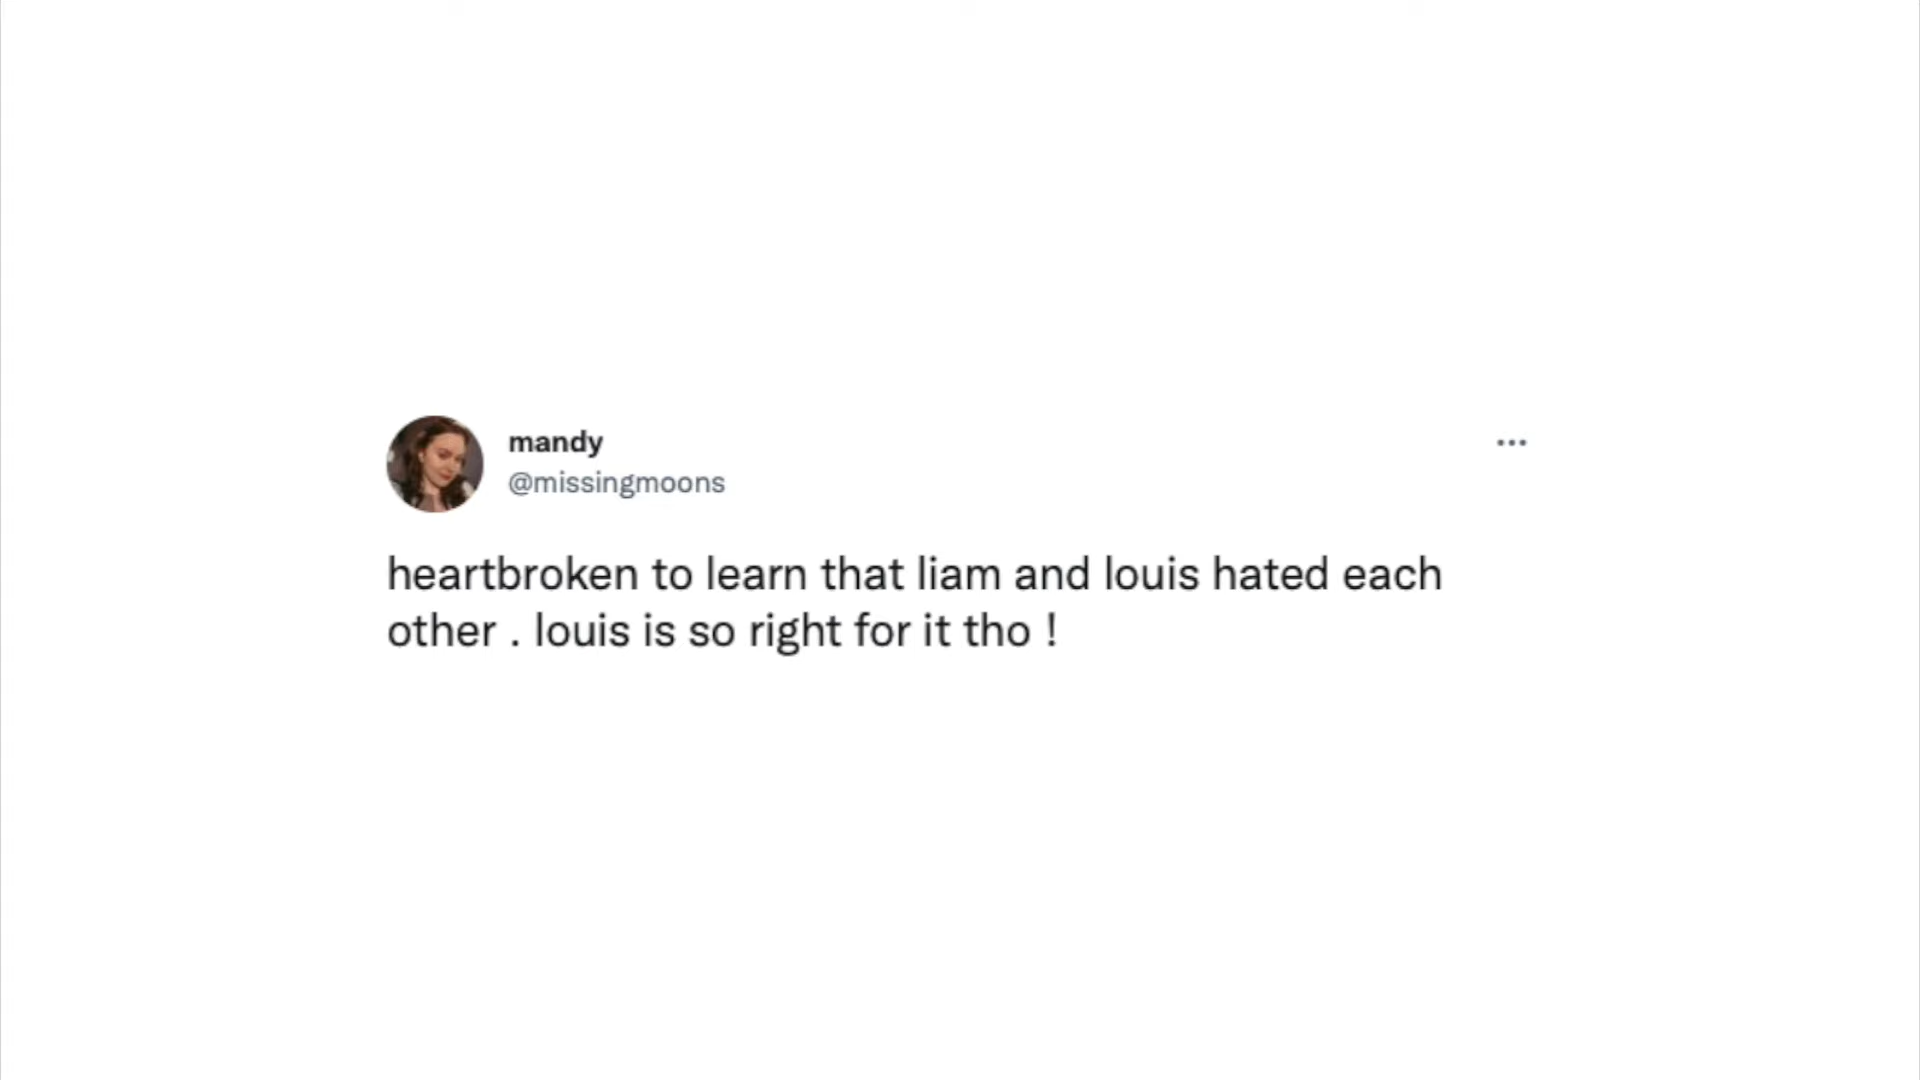 mandy
@missingmoons
heartbroken to learn that liam and louis hated each
other . louis is so right for it tho !